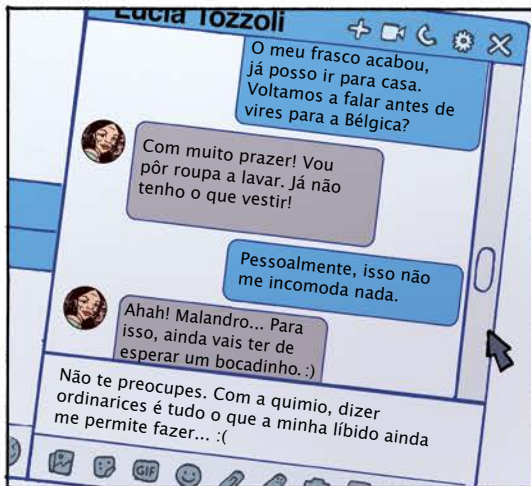 Lucia Tozzoli
O meu frasco acabou,
já posso ir para casa.
Voltamos a falar antes de
vires para a Bélgica?
Com muito prazer! Vou
pôr roupa a lavar. Já não
tenho o que vestir!
Pessoalmente, isso não
me incomoda nada.
Ahah! Malandro... Para
isso, ainda vais ter de
esperar um bocadinho. :)
Não te preocupes. Com a quimio, dizer
ordinarices é tudo o que a minha líbido ainda
me permite fazer... :(
GIF